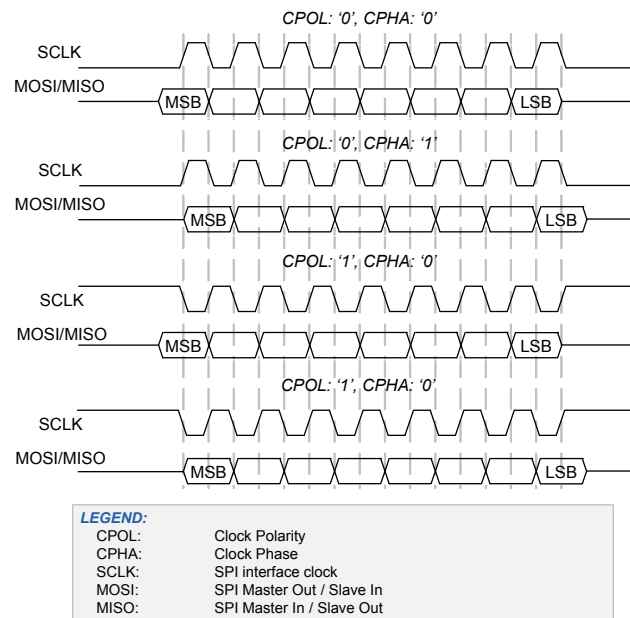 CPOL: ‘0’, CPHA: ‘0’
SCLK
MOSI/MISO
MSB LSB
CPOL: ‘0’, CPHA: ‘1’
SCLK
MOSI/MISO
MSB LSB
CPOL: ‘1’, CPHA: ‘0’
SCLK
MOSI/MISO
MSB LSB
CPOL: ‘1’, CPHA: ‘0’
SCLK
MOSI/MISO
MSB LSB
LEGEND:
CPOL: Clock Polarity
CPHA: Clock Phase
SCLK: SPI interface clock
MOSI: SPI Master Out / Slave In
MISO: SPI Master In / Slave Out